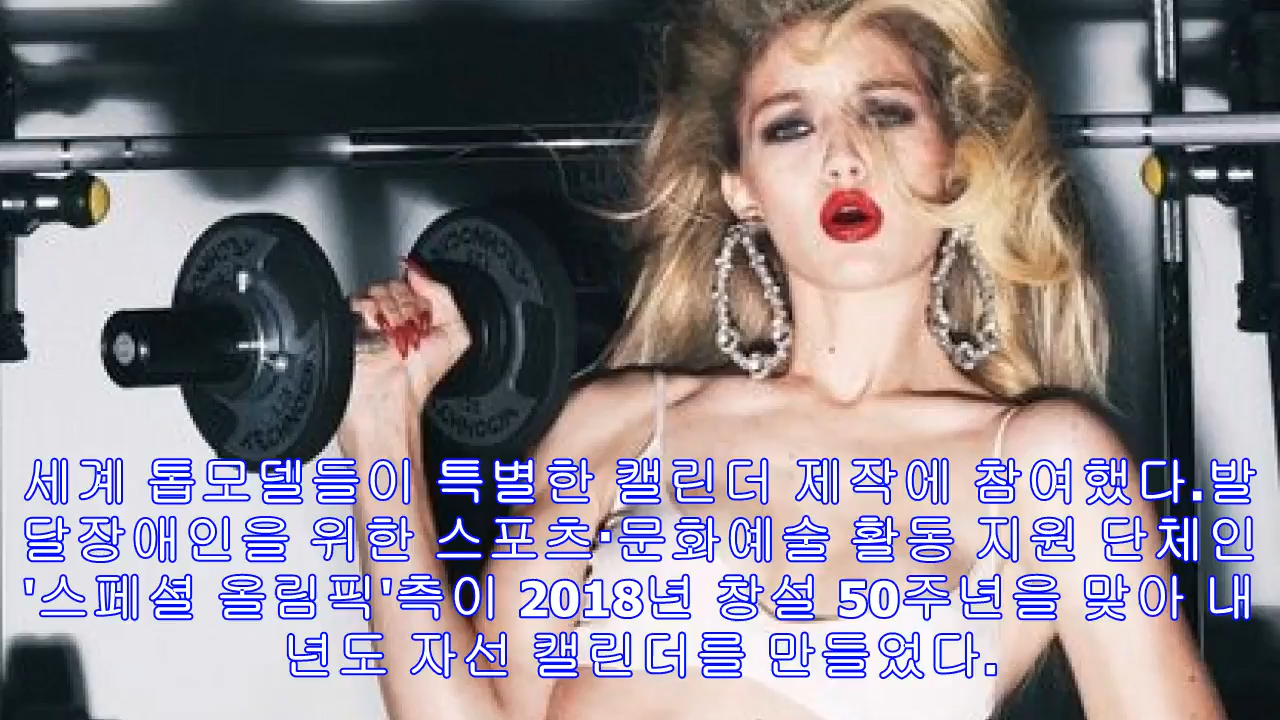 세계 톱모델들이 특별한 캘린더 제작에 참여했다.발
달장애인을 위한 스포츠·문화예술 활동 지원 단체인
'스페셜 올림픽'측이 2018년 창설 50주년을 맞아 내
년도 자선 캘린더를 만들었다.